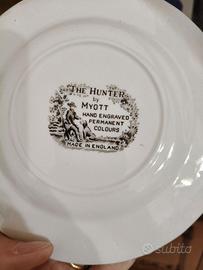 THE HUNTER
by
MYOTT
HAND ENGRAVED
PERMANENT
COLOURS
MADE IN ENGLAND
subito